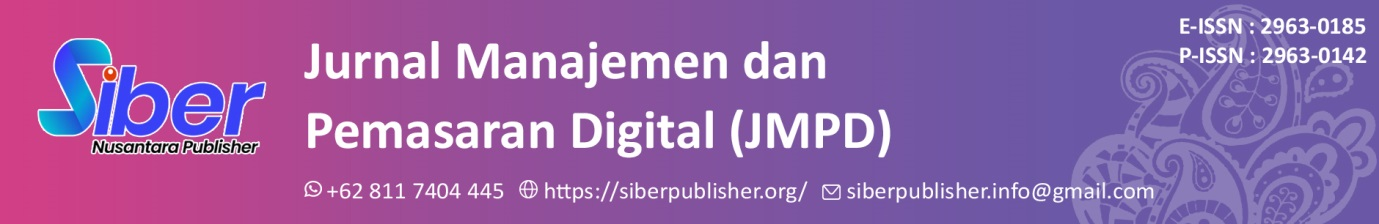 Siber
Nusantara Publisher
Jurnal Manajemen dan
Pemasaran Digital (JMPD)
+62 811 7404 445 https://siberpublisher.org/ siberpublisher.info@gmail.com
E-ISSN : 2963-0185
P-ISSN : 2963-0142